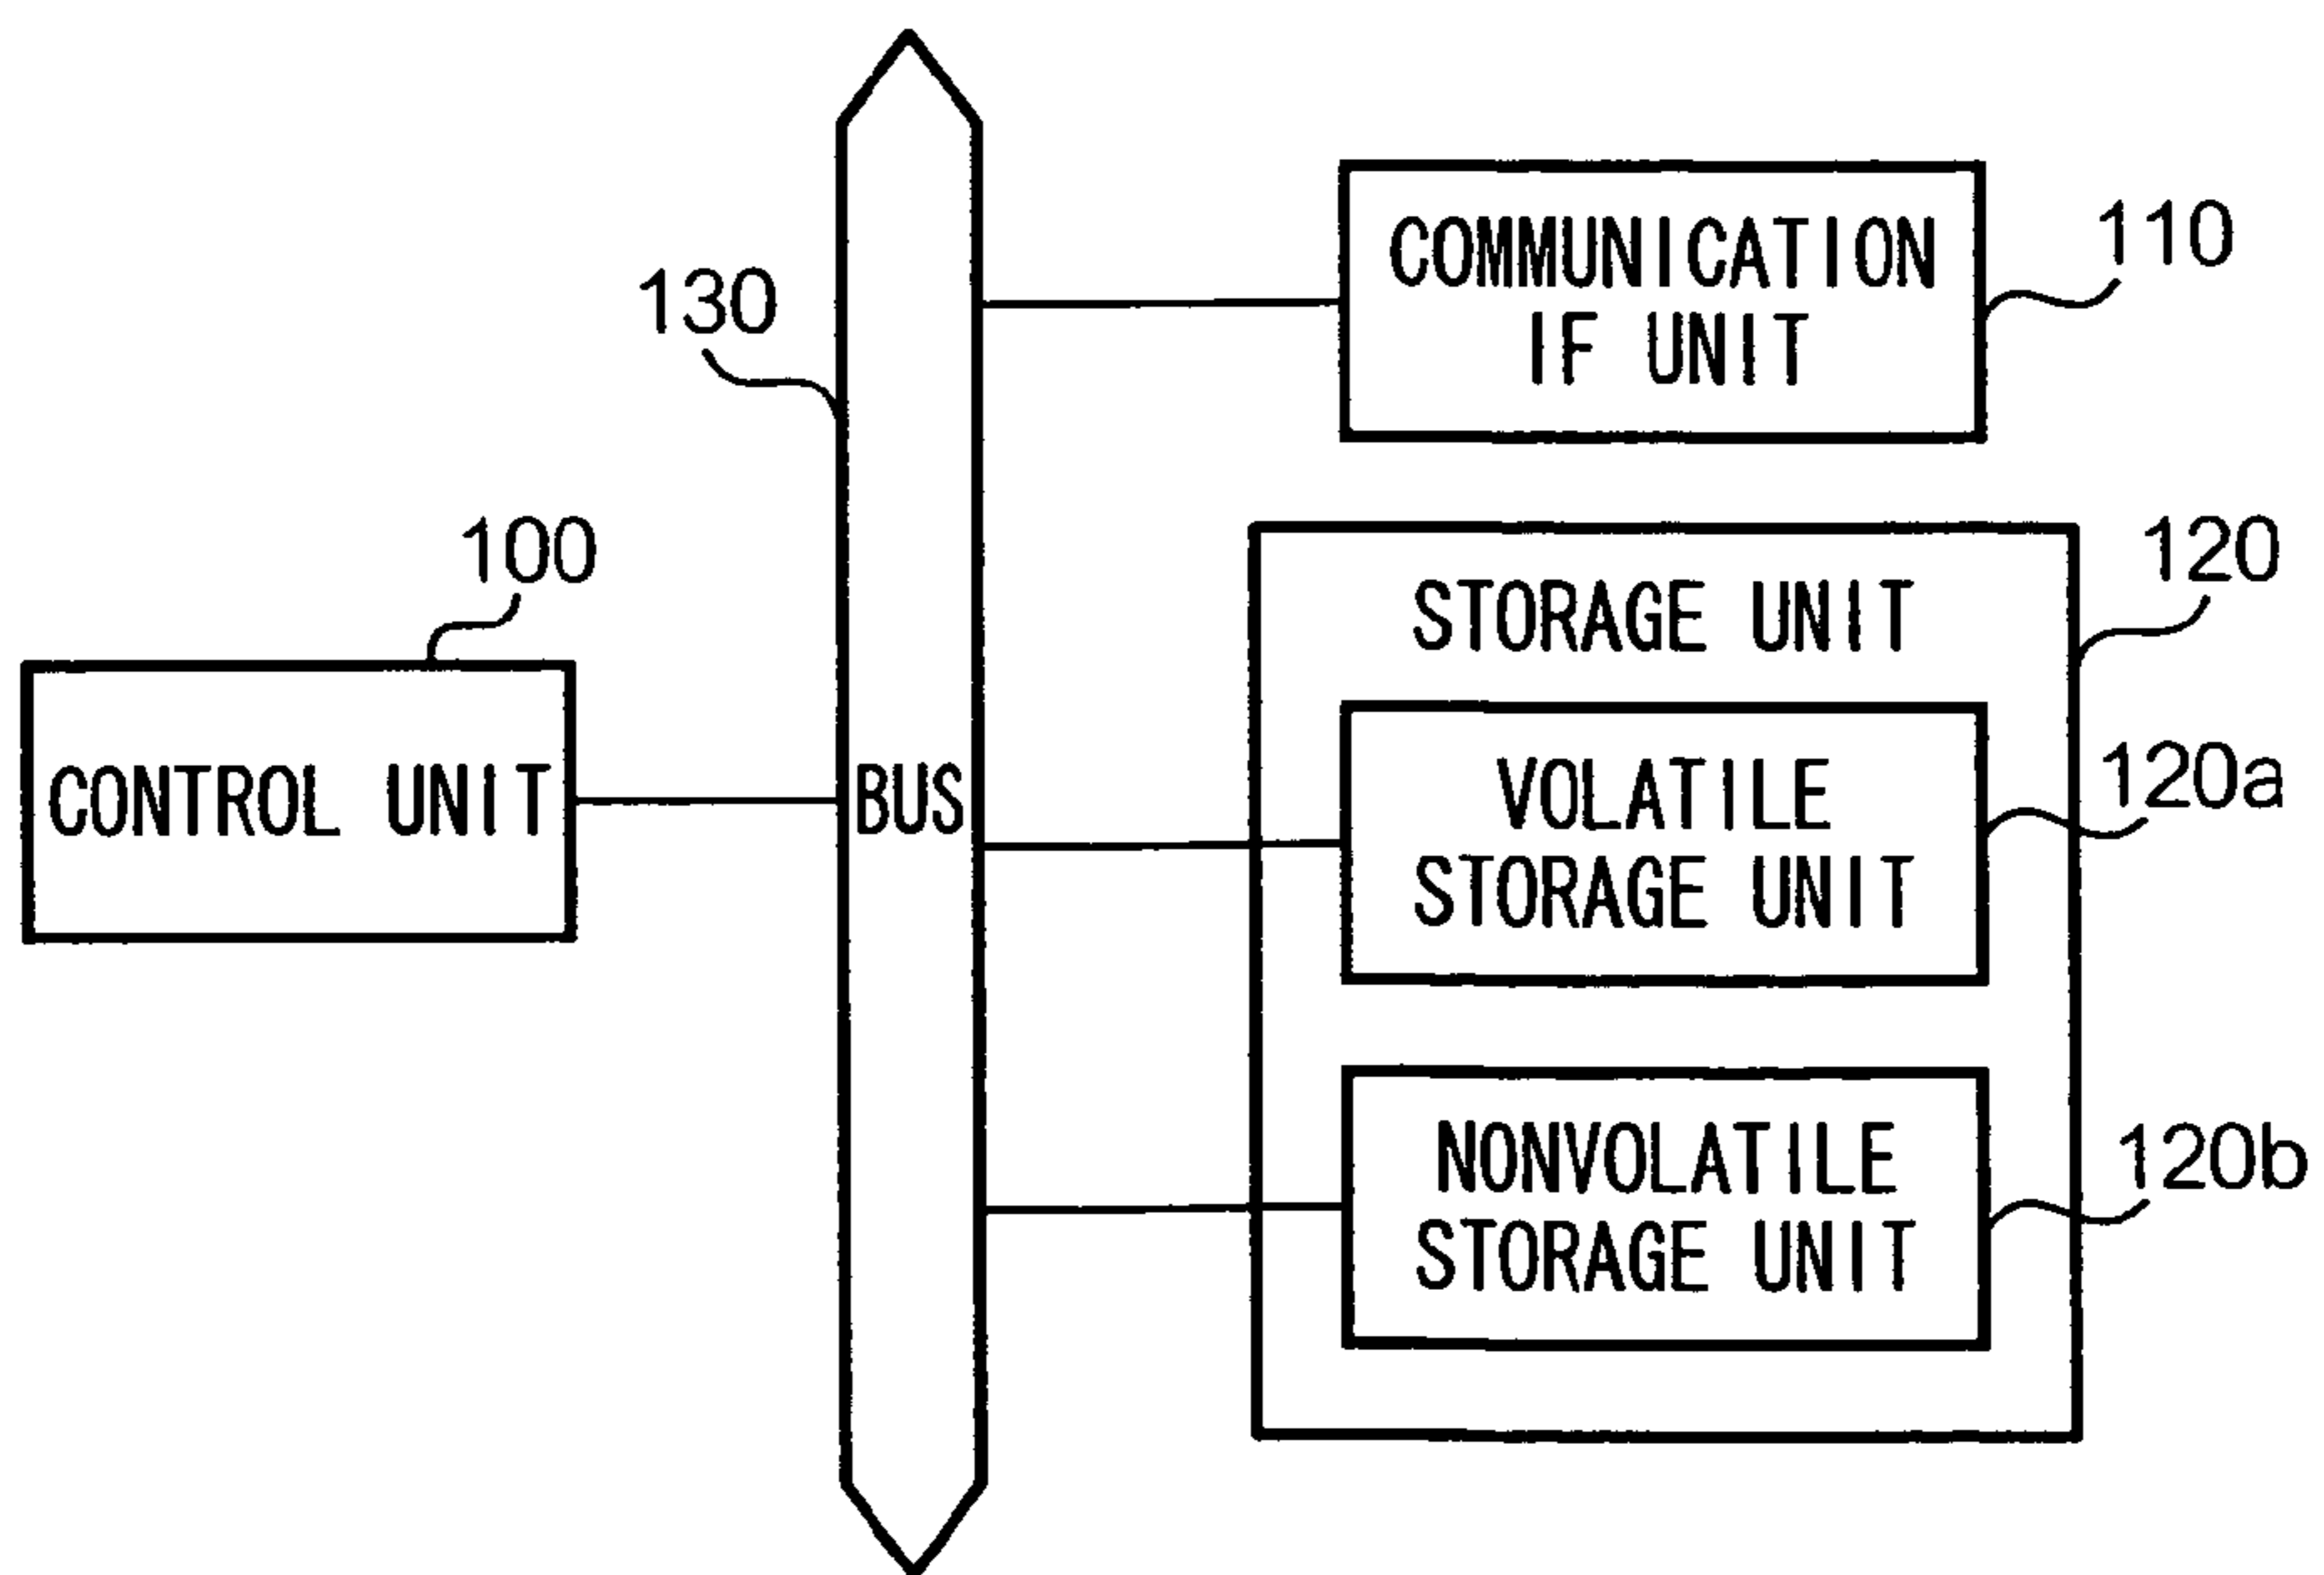 130
100
CONTROL UNIT
BUS
110
COMMUNICATION
IF UNIT
120
STORAGE UNIT
120a
VOLATILE
STORAGE UNIT
120b
NONVOLATILE
STORAGE UNIT